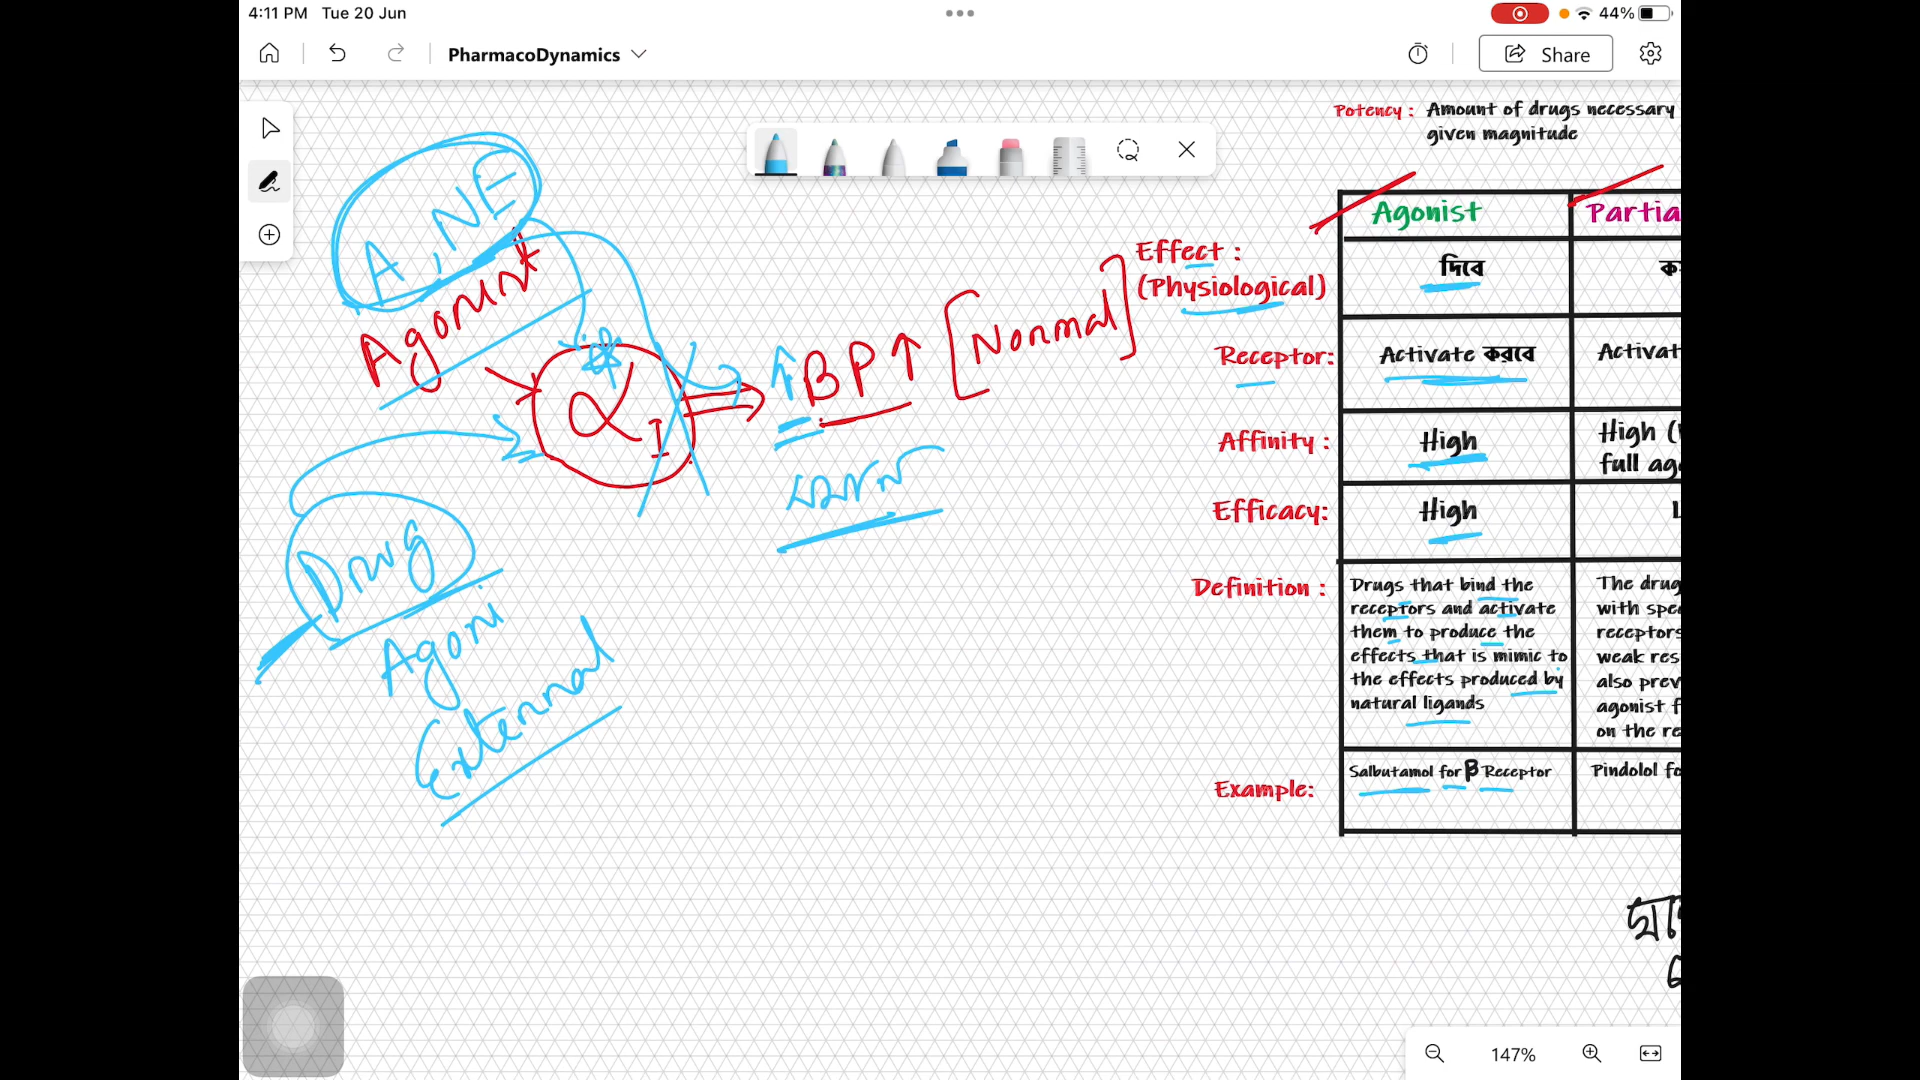 4:11 PM Tue 20 Jun
44%
PharmacoDynamics
Share
Potency : Amount of drugs necessary
given magnitude
A, NE
Agonist
α1
↑BP↑ [Normal]
Drug
Agoni
External
Agonist
Partia
Effect :
(Physiological)
দিবে
ক
Receptor:
Activate করবে
Activat
Affinity :
High
High (
full ag
Efficacy:
High
L
Definition :
Drugs that bind the
receptors and activate
them to produce the
effects that is mimic to
the effects produced by
natural ligands
The drug
with spe
receptors
weak res
also prev
agonist f
on the re
Example:
Salbutamol for β Receptor
Pindolol fo
147%